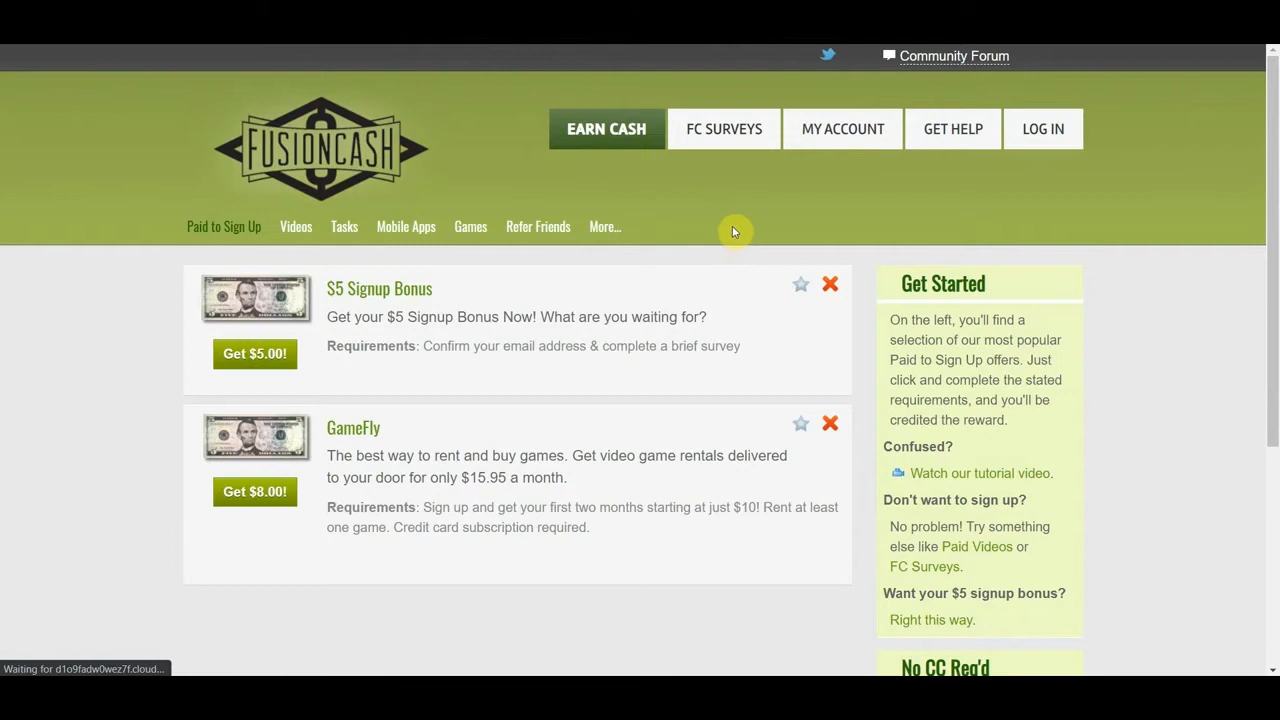 Community Forum
FUSIONCASH
EARN CASH
FC SURVEYS
MY ACCOUNT
GET HELP
LOG IN
Paid to Sign Up
Videos
Tasks
Mobile Apps
Games
Refer Friends
More...
$5 Signup Bonus
Get your $5 Signup Bonus Now! What are you waiting for?
Requirements: Confirm your email address & complete a brief survey
Get $5.00!
GameFly
The best way to rent and buy games. Get video game rentals delivered
to your door for only $15.95 a month.
Get $8.00!
Requirements: Sign up and get your first two months starting at just $10! Rent at least
one game. Credit card subscription required.
Get Started
On the left, you'll find a
selection of our most popular
Paid to Sign Up offers. Just
click and complete the stated
requirements, and you'll be
credited the reward.
Confused?
Watch our tutorial video.
Don't want to sign up?
No problem! Try something
else like Paid Videos or
FC Surveys.
Want your $5 signup bonus?
Right this way.
No CC Req'd
Waiting for d1o9fadw0wez7f.cloud...